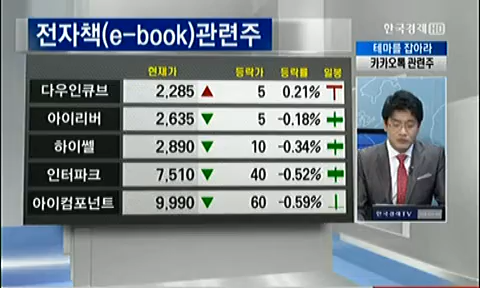 전자책(e-book)관련주
한국경제 HD
테마를 잡아라
카카오톡 관련주
현재가 등락가 등락률 일봉
다우인큐브 2,285 ▲ 5 0.21%
아이리버 2,635 ▼ 5 -0.18%
하이쎌 2,890 ▼ 10 -0.34%
인터파크 7,510 ▼ 40 -0.52%
아이컴포넌트 9,990 ▼ 60 -0.59%
한국경제TV